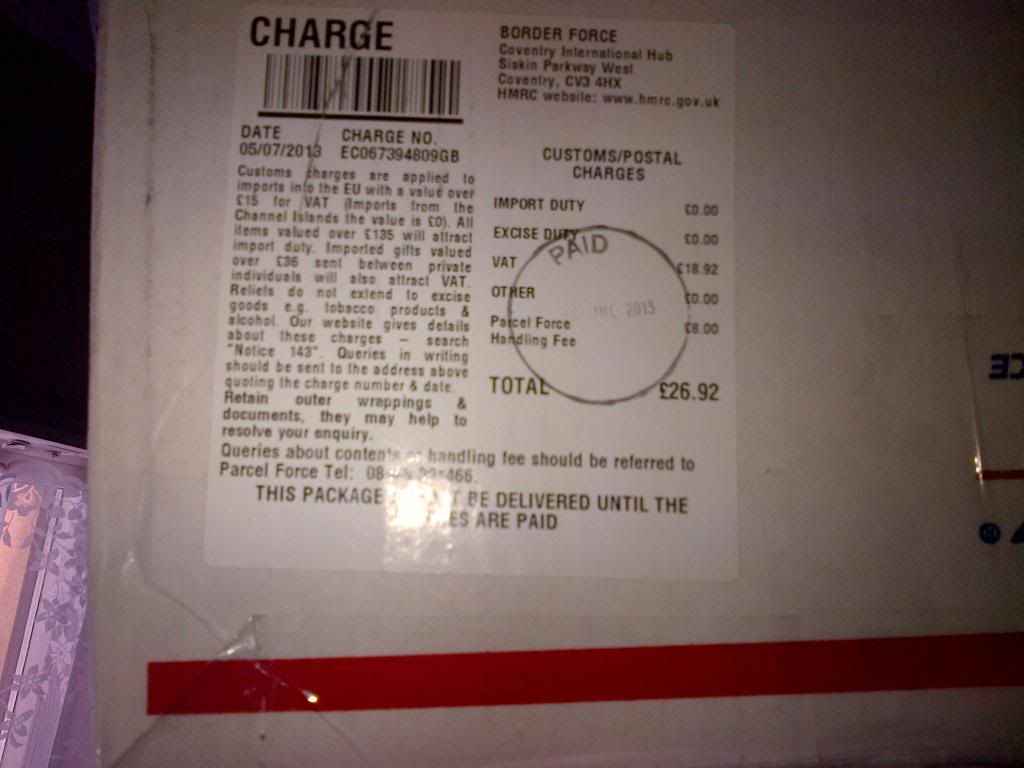 CHARGE
DATE CHARGE NO.
05/07/2013 EC067394809GB
Customs charges are applied to
imports into the EU with a value over
£15 for VAT (Imports from the
Channel Islands the value is £0). All
items valued over £135 will attract
import duty. Imported gifts valued
over £36 sent between private
individuals will also attract VAT.
Reliefs do not extend to excise
goods e.g. tobacco products &
alcohol. Our website gives details
about these charges – search
"Notice 143". Queries in writing
should be sent to the address above
quoting the charge number & date.
Retain outer wrappings &
documents, they may help to
resolve your enquiry.
BORDER FORCE
Coventry International Hub
Siskin Parkway West
Coventry, CV3 4HX
HMRC website: www.hmrc.gov.uk
CUSTOMS/POSTAL
CHARGES
IMPORT DUTY £0.00
EXCISE DUTY £0.00
VAT £18.92
OTHER £0.00
Parcel Force £8.00
Handling Fee
TOTAL £26.92
PAID
JUL 2013
Queries about contents or handling fee should be referred to
Parcel Force Tel:
THIS PACKAGE BE DELIVERED UNTIL THE
ARE PAID